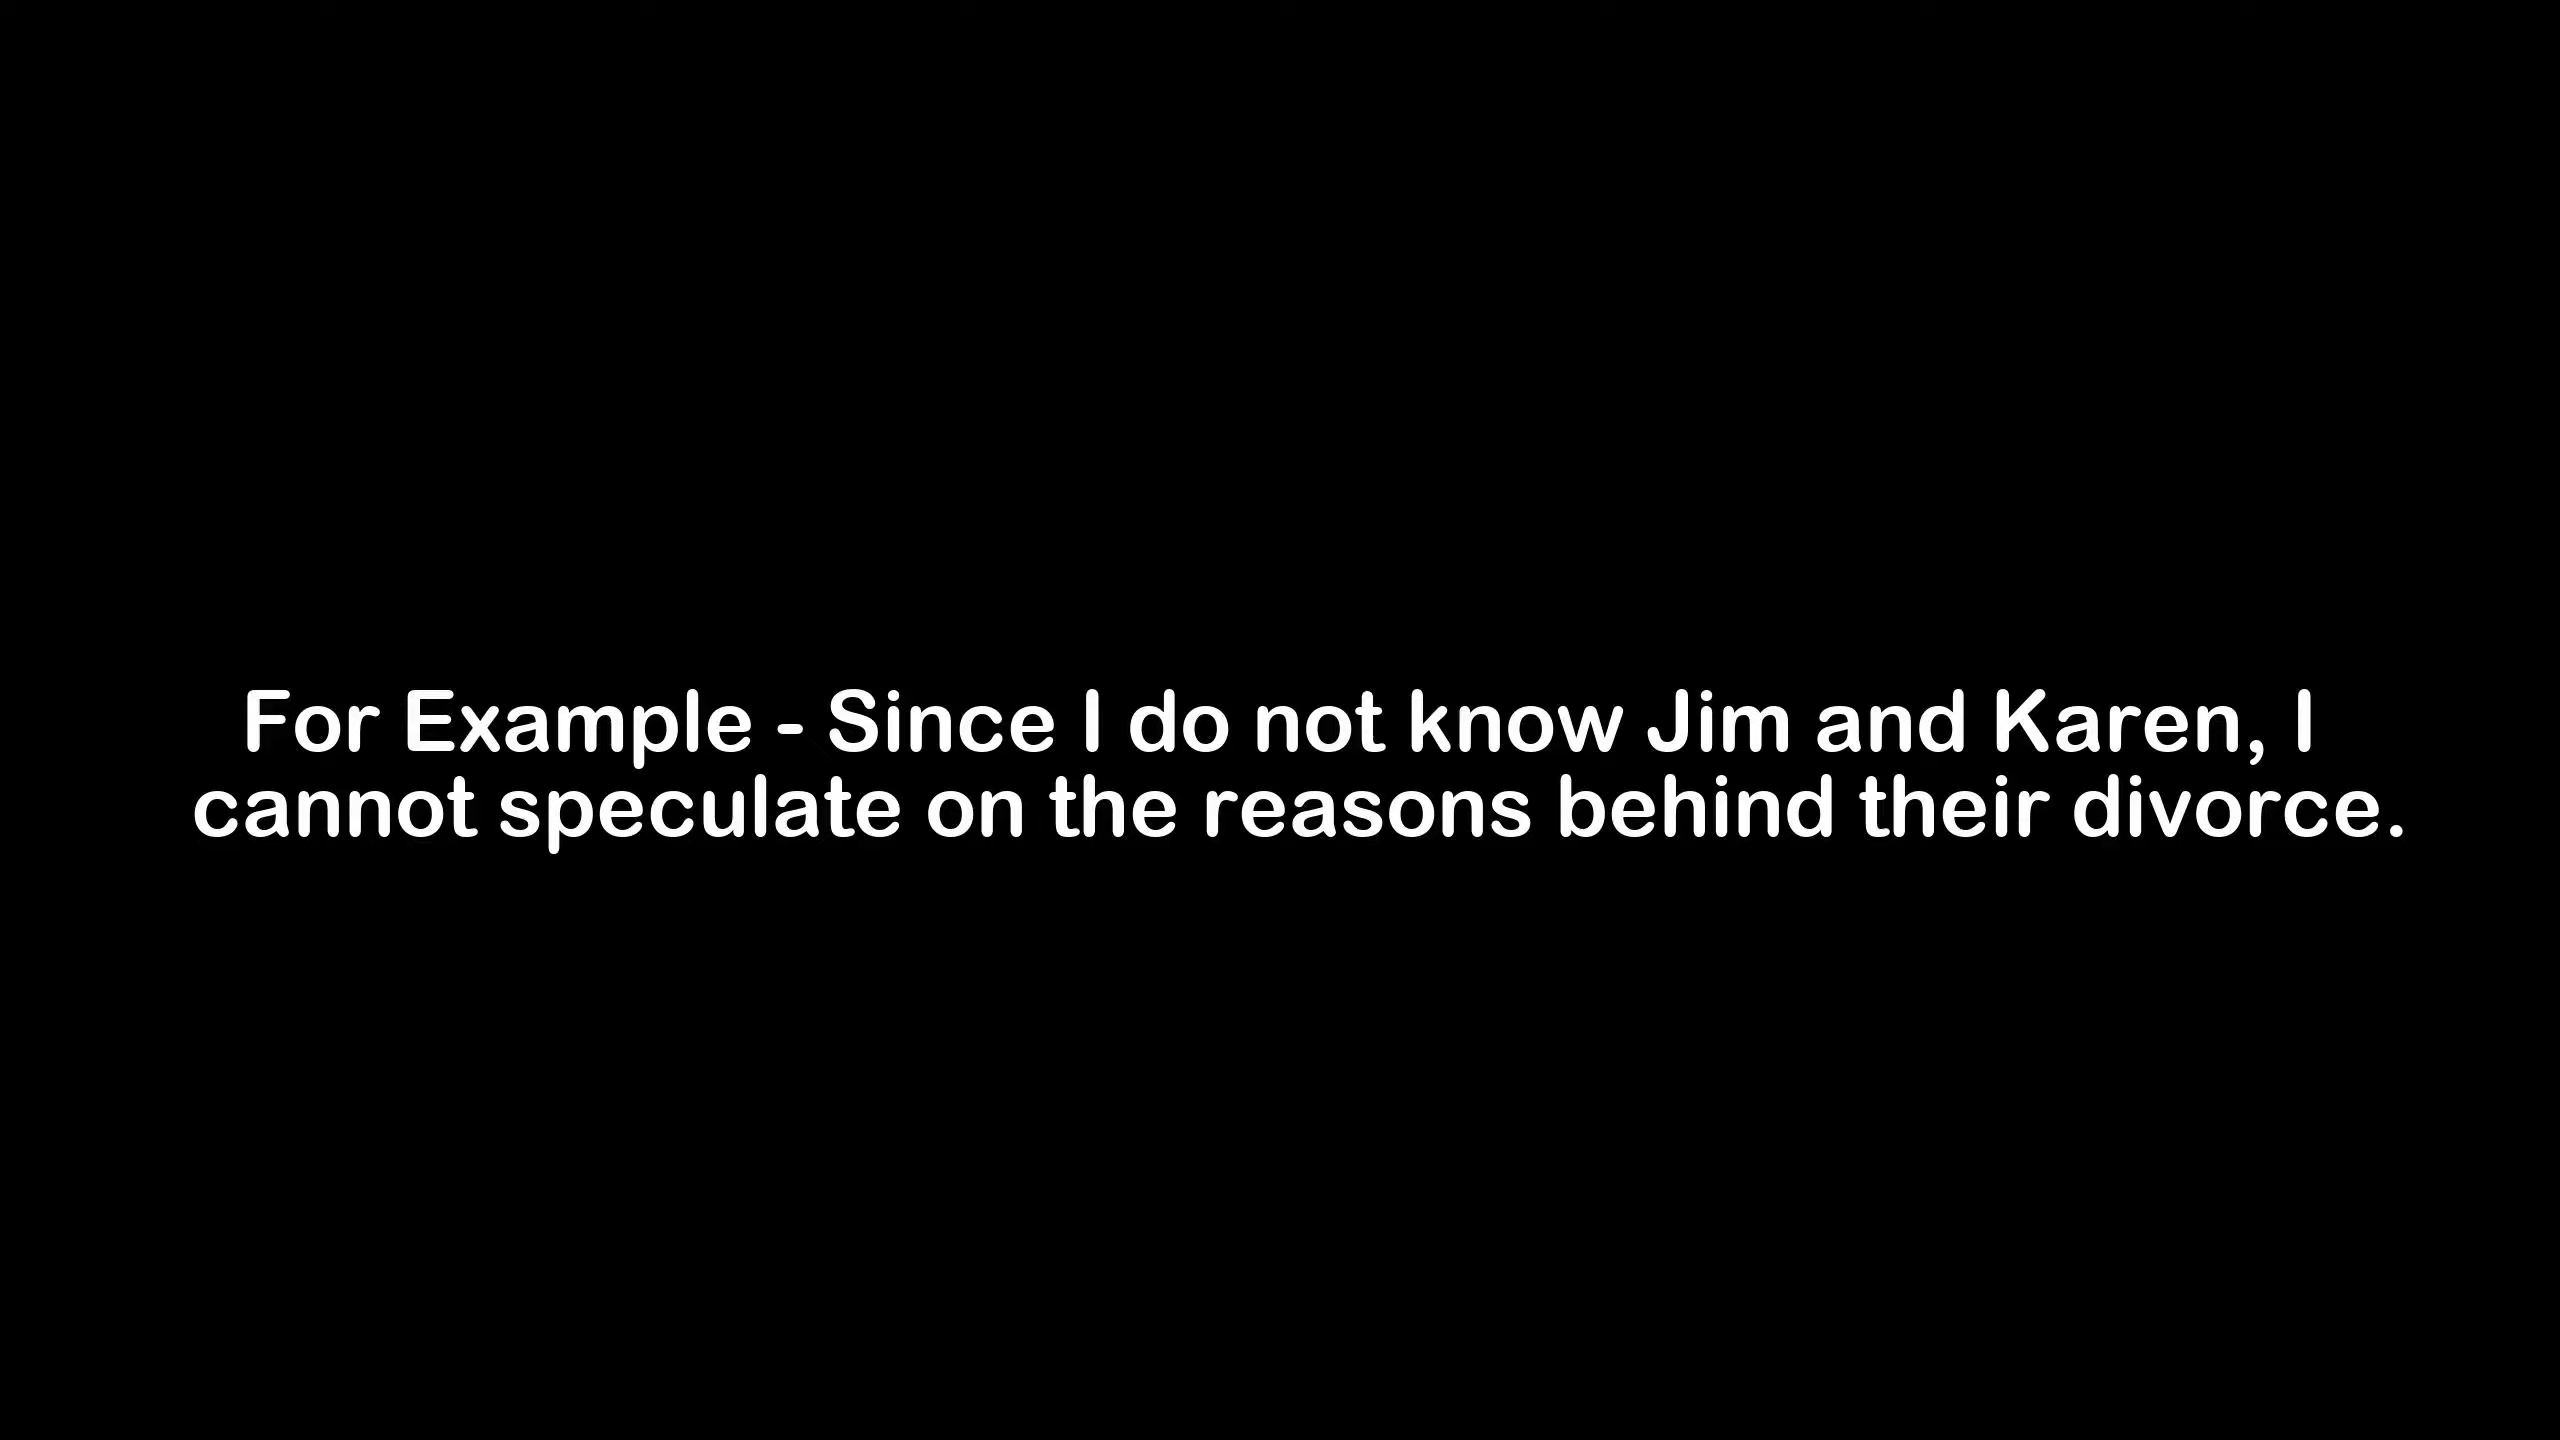 For Example - Since I do not know Jim and Karen, I
cannot speculate on the reasons behind their divorce.